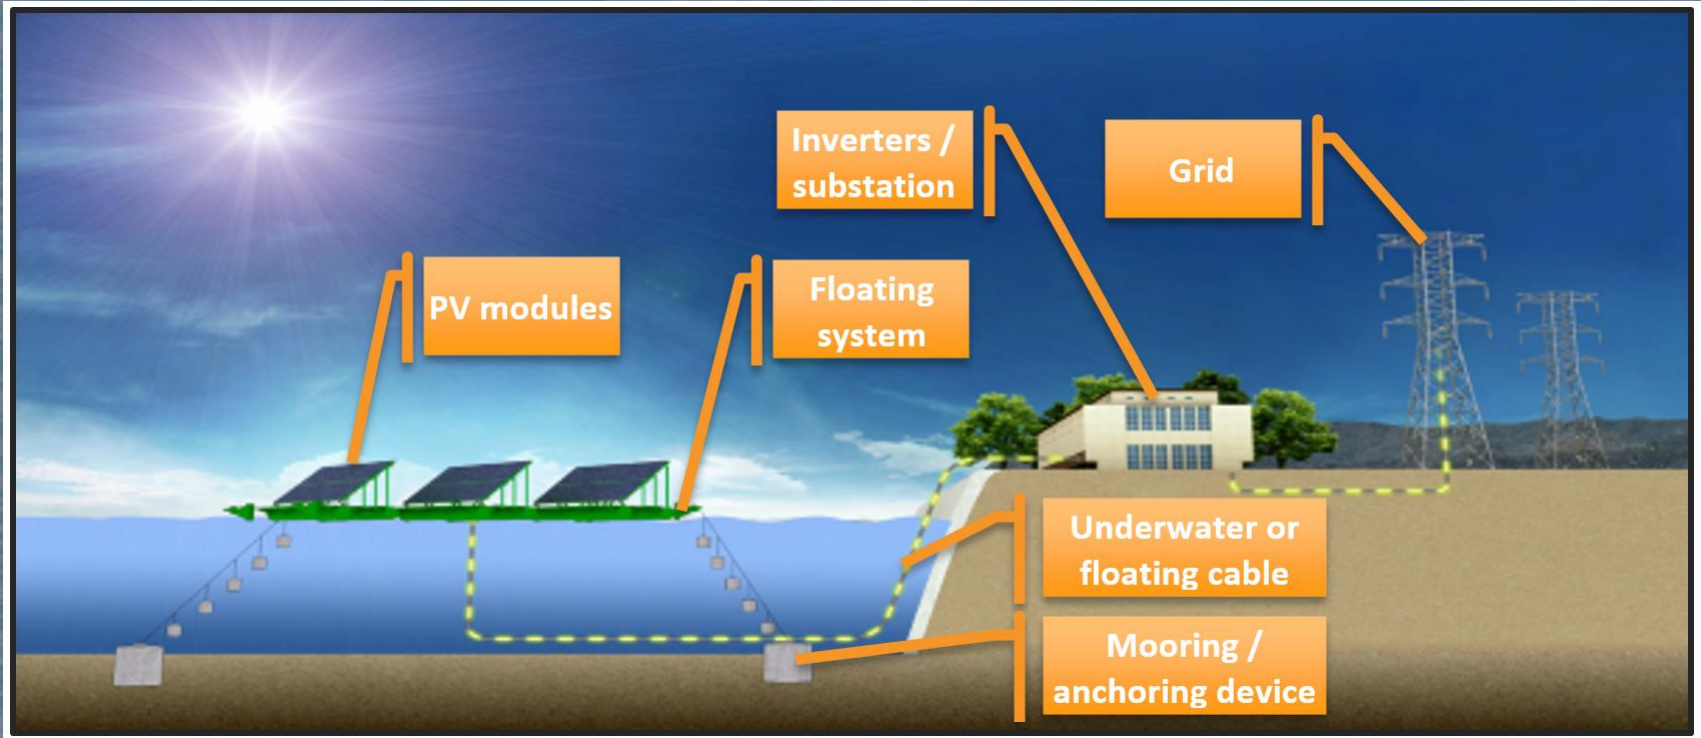 Inverters /
substation
Grid
PV modules
Floating
system
Underwater or
floating cable
Mooring /
anchoring device